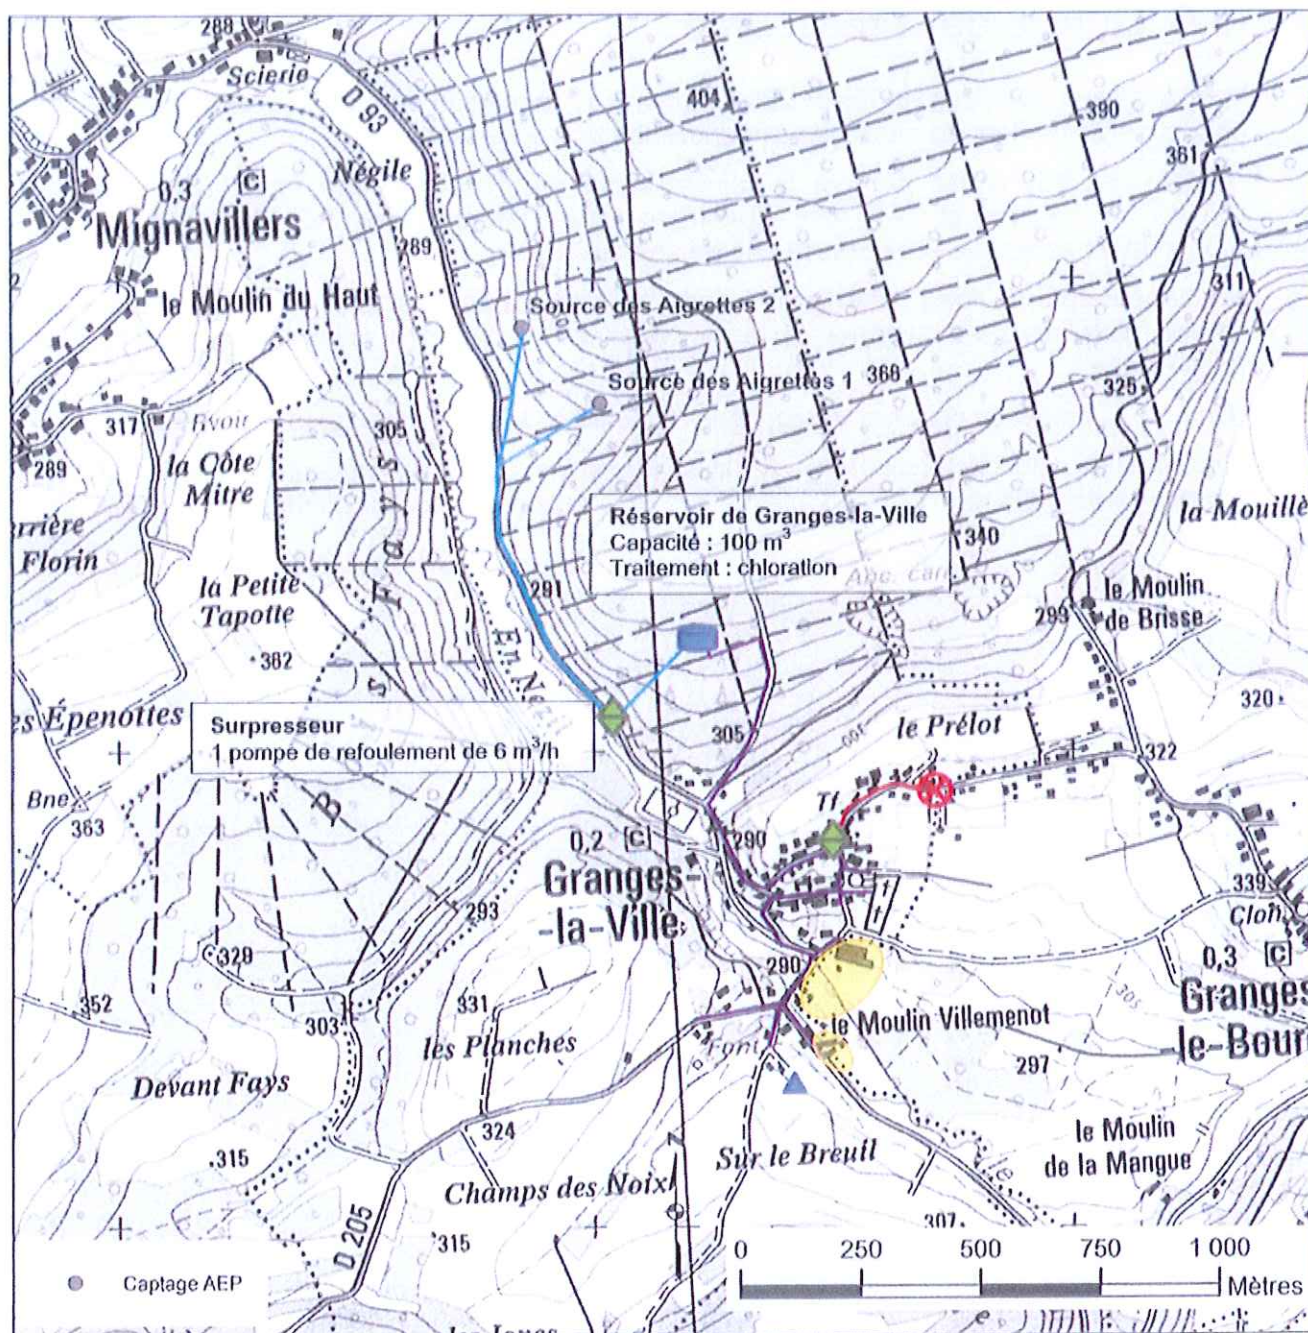 288
Scierie
D 93
404
390
361
Négile
0,3
C
Mignavillers
289
311
le Moulin du Haut
Source des Aigrettes 2
Source des Aigrettes 1
368
325
317
305
289
la Côte
Mitre
Réservoir de Granges-la-Ville
Capacité : 100 m³
Traitement : chloration
la Mouillè
340
Florin
291
la Petite
Tapotte
293
le Moulin
de Brisse
362
320
es Épenottes
Surpresseur
1 pompe de refoulement de 6 m³/h
305
le Prélot
322
Bne
363
B
Tf
0,2
C
290
Granges-
-la-Ville
339
293
329
290
0,3
C
Granges
le-Bour
352
303
331
les Planches
le Moulin Villemenot
305
Font
297
Devant Fays
324
le Moulin
de la Mangue
315
Sur le Breuil
Champs des Noix
307
D 205
315
0
250
500
750
1 000
Mètres
Captage AEP